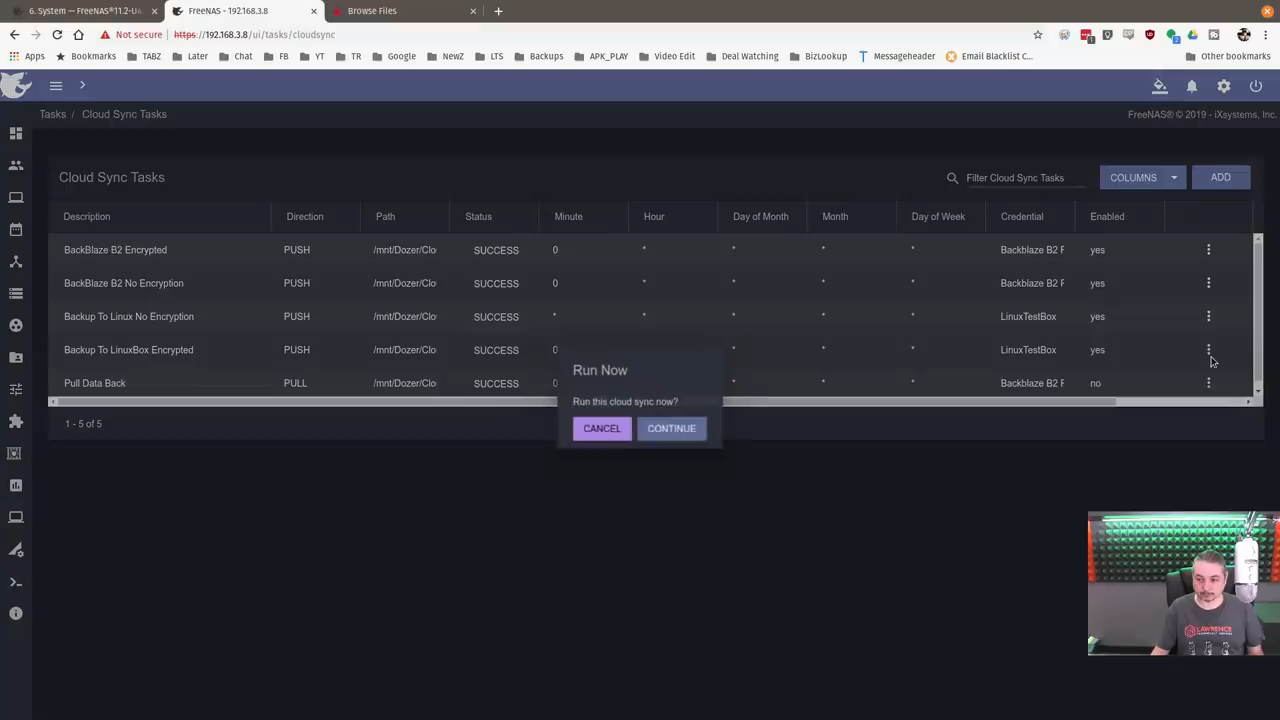 6. System — FreeNAS®11.2-U
FreeNAS - 192.168.3.8
Browse Files
Not secure
https://192.168.3.8/ui/tasks/cloudsync
Apps
Bookmarks
TABZ
Later
Chat
FB
YT
TR
Google
NewZ
LTS
Backups
APK_PLAY
Video Edit
Deal Watching
BizLookup
Messageheader
Email Blacklist C...
Other Bookmarks
Tasks / Cloud Sync Tasks
FreeNAS® © 2019 - iXsystems, Inc.
Cloud Sync Tasks
Filter Cloud Sync Tasks
COLUMNS
ADD
Description Direction Path Status Minute Hour Day of Month Month Day of Week Credential Enabled
BackBlaze B2 Encrypted PUSH /mnt/Dozer/Clo SUCCESS 0 * * * * Backblaze B2 F yes
BackBlaze B2 No Encryption PUSH /mnt/Dozer/Clo SUCCESS 0 * * * * Backblaze B2 F yes
Backup To Linux No Encryption PUSH /mnt/Dozer/Clo SUCCESS * * * * * LinuxTestBox yes
Backup To LinuxBox Encrypted PUSH /mnt/Dozer/Clo SUCCESS 0 * * * LinuxTestBox yes
Pull Data Back PULL /mnt/Dozer/Clo SUCCESS 0 * * * Backblaze B2 F no
1 - 5 of 5
Run Now
Run this cloud sync now?
CANCEL
CONTINUE
LAWRENCE